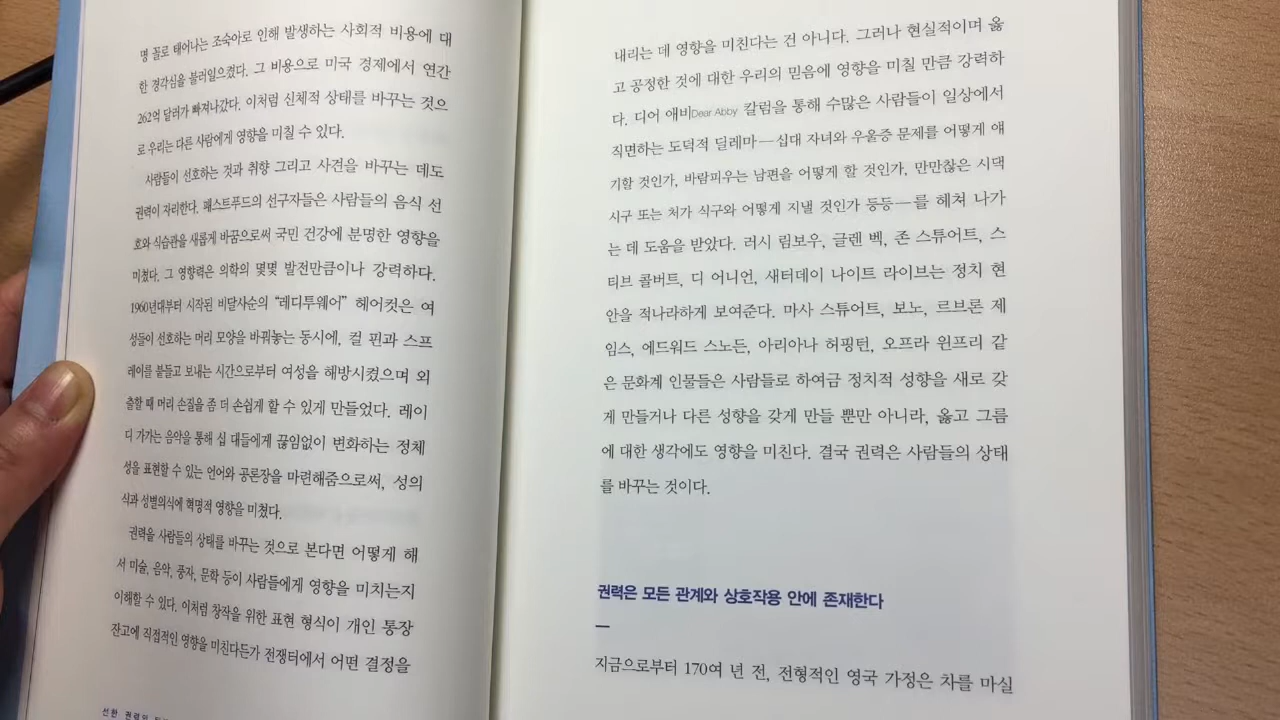 명 꼴로 태어나는 조숙아로 인해 발생하는 사회적 비용에 대
한 경각심을 불러일으켰다. 그 비용으로 미국 경제에서 연간
262억 달러가 빠져나갔다. 이처럼 신체적 상태를 바꾸는 것으
로 우리는 다른 사람에게 영향을 미칠 수 있다.
사람들이 선호하는 것과 취향 그리고 사견을 바꾸는 데도
권력이 자리한다. 패스트푸드의 선구자들은 사람들의 음식 선
호와 식습관을 새롭게 바꿈으로써 국민 건강에 분명한 영향을
미쳤다. 그 영향력은 의학의 몇몇 발전만큼이나 강력하다.
1960년대부터 시작된 비달사순의 “레디투웨어” 헤어컷은 여
성들이 선호하는 머리 모양을 바꿔놓는 동시에, 컬 핀과 스프
레이를 붙들고 보내는 시간으로부터 여성을 해방시켰으며 외
출할 때 머리 손질을 좀 더 손쉽게 할 수 있게 만들었다. 레이
디 가가는 음악을 통해 십 대들에게 끊임없이 변화하는 정체
성을 표현할 수 있는 언어와 공론장을 마련해줌으로써, 성의
식과 성별의식에 혁명적 영향을 미쳤다.
권력을 사람들의 상태를 바꾸는 것으로 본다면 어떻게 해
서 미술, 음악, 풍자, 문학 등이 사람들에게 영향을 미치는지
이해할 수 있다. 이처럼 창작을 위한 표현 형식이 개인 통장
잔고에 직접적인 영향을 미친다든가 전쟁터에서 어떤 결정을
선한 권력의
내리는 데 영향을 미친다는 건 아니다. 그러나 현실적이며 옳
고 공정한 것에 대한 우리의 믿음에 영향을 미칠 만큼 강력하
다. 디어 애비Dear Abby 칼럼을 통해 수많은 사람들이 일상에서
직면하는 도덕적 딜레마—십대 자녀와 우울증 문제를 어떻게 얘
기할 것인가, 바람피우는 남편을 어떻게 할 것인가, 만만찮은 시댁
식구 또는 처가 식구와 어떻게 지낼 것인가 등등—를 헤쳐 나가
는 데 도움을 받았다. 러시 림보우, 글렌 벡, 존 스튜어트, 스
티브 콜버트, 디 어니언, 새터데이 나이트 라이브는 정치 현
안을 적나라하게 보여준다. 마사 스튜어트, 보노, 르브론 제
임스, 에드워드 스노든, 아리아나 허핑턴, 오프라 윈프리 같
은 문화계 인물들은 사람들로 하여금 정치적 성향을 새로 갖
게 만들거나 다른 성향을 갖게 만들 뿐만 아니라, 옳고 그름
에 대한 생각에도 영향을 미친다. 결국 권력은 사람들의 상태
를 바꾸는 것이다.
권력은 모든 관계와 상호작용 안에 존재한다
지금으로부터 170여 년 전, 전형적인 영국 가정은 차를 마실